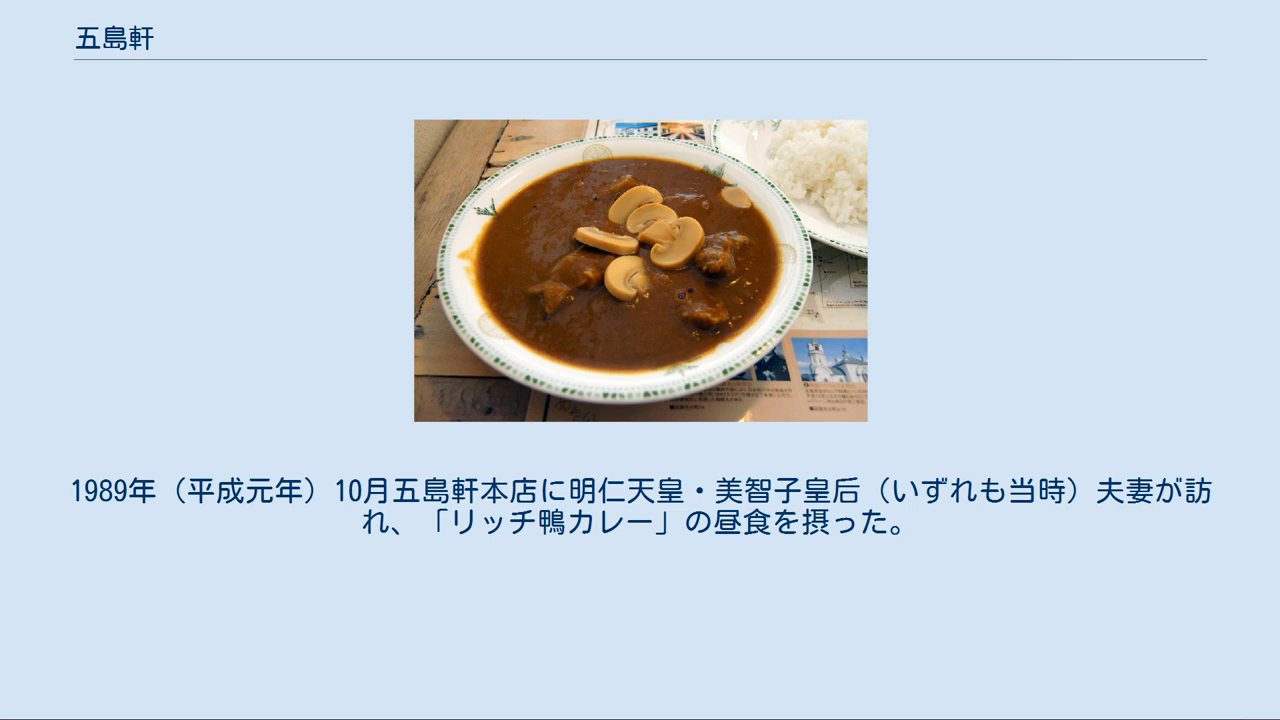 五島軒
1989年（平成元年）10月五島軒本店に明仁天皇・美智子皇后（いずれも当時）夫妻が訪
れ、「リッチ鴨カレー」の昼食を摂った。